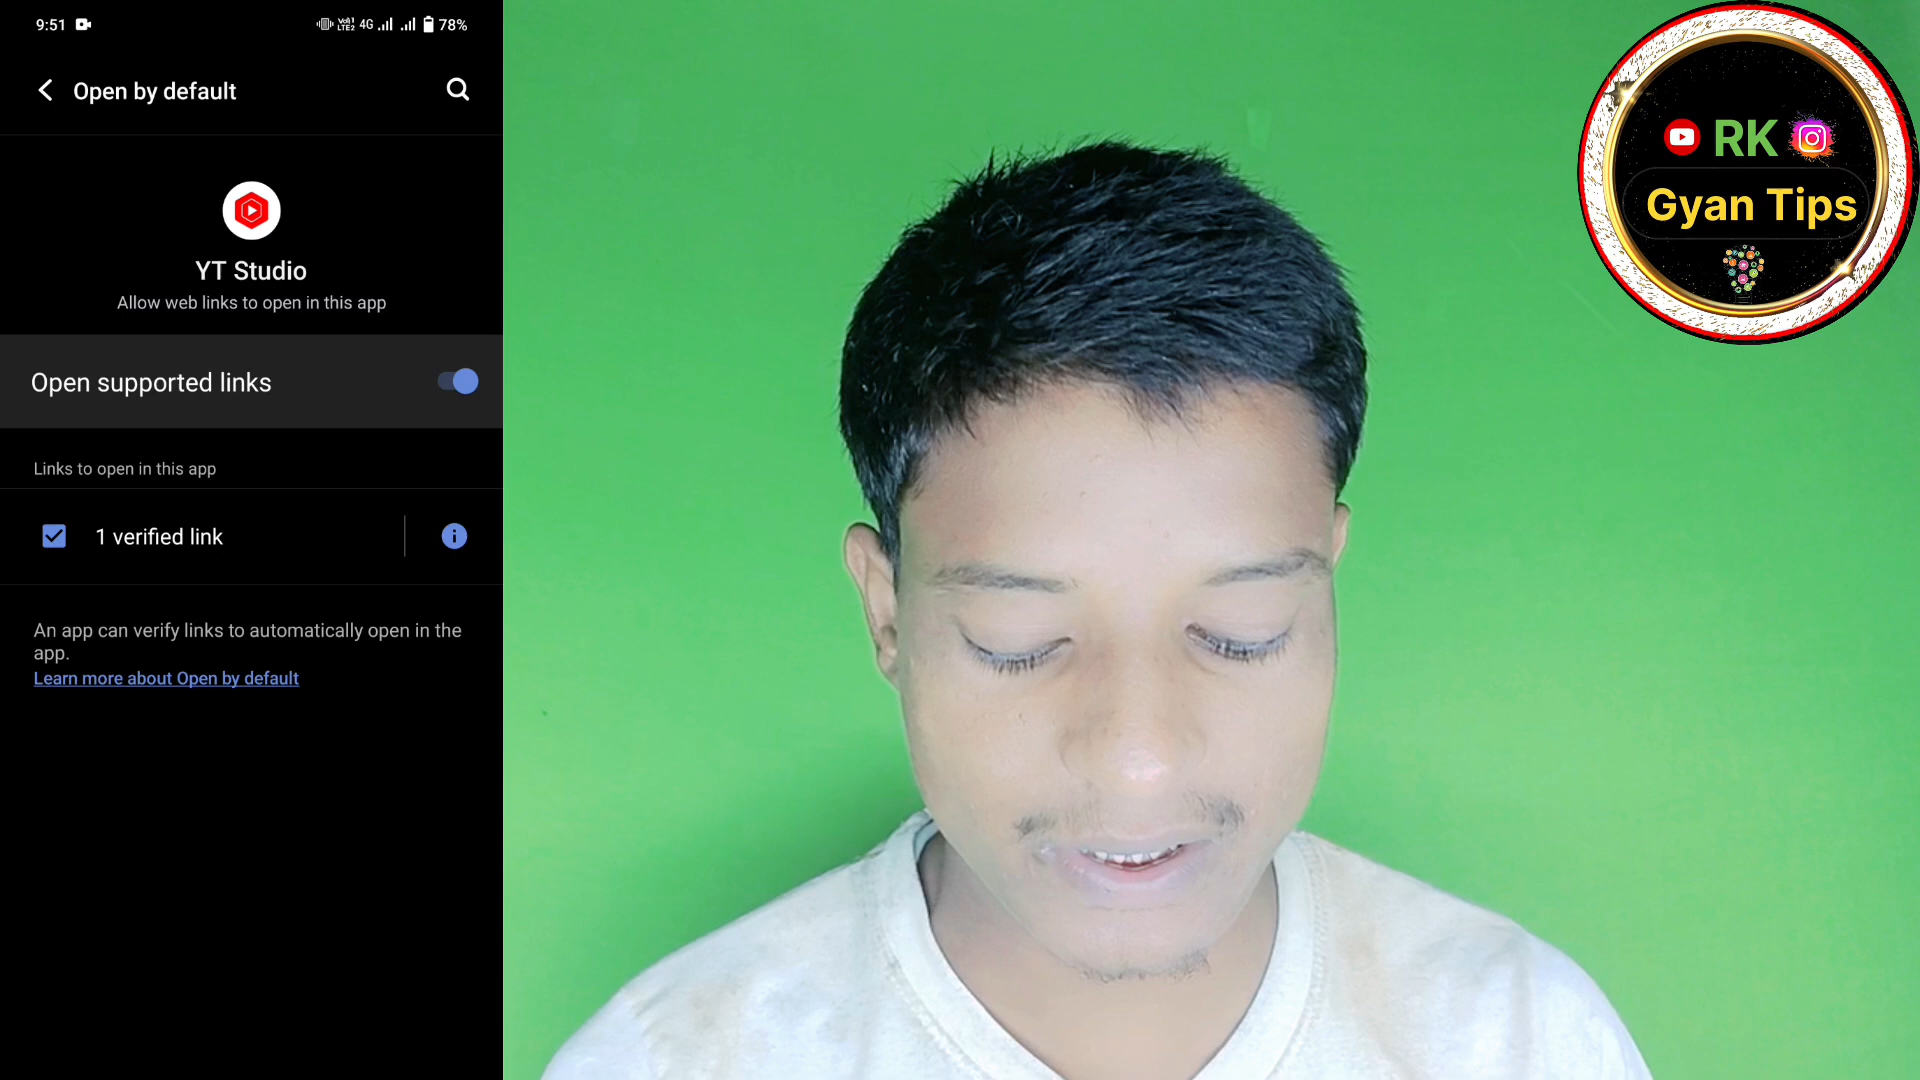 9:51
VoI1 LTE2 4G 78%
Open by default
YT Studio
Allow web links to open in this app
Open supported links
Links to open in this app
1 verified link
An app can verify links to automatically open in the
app.
Learn more about Open by default
RK
Gyan Tips